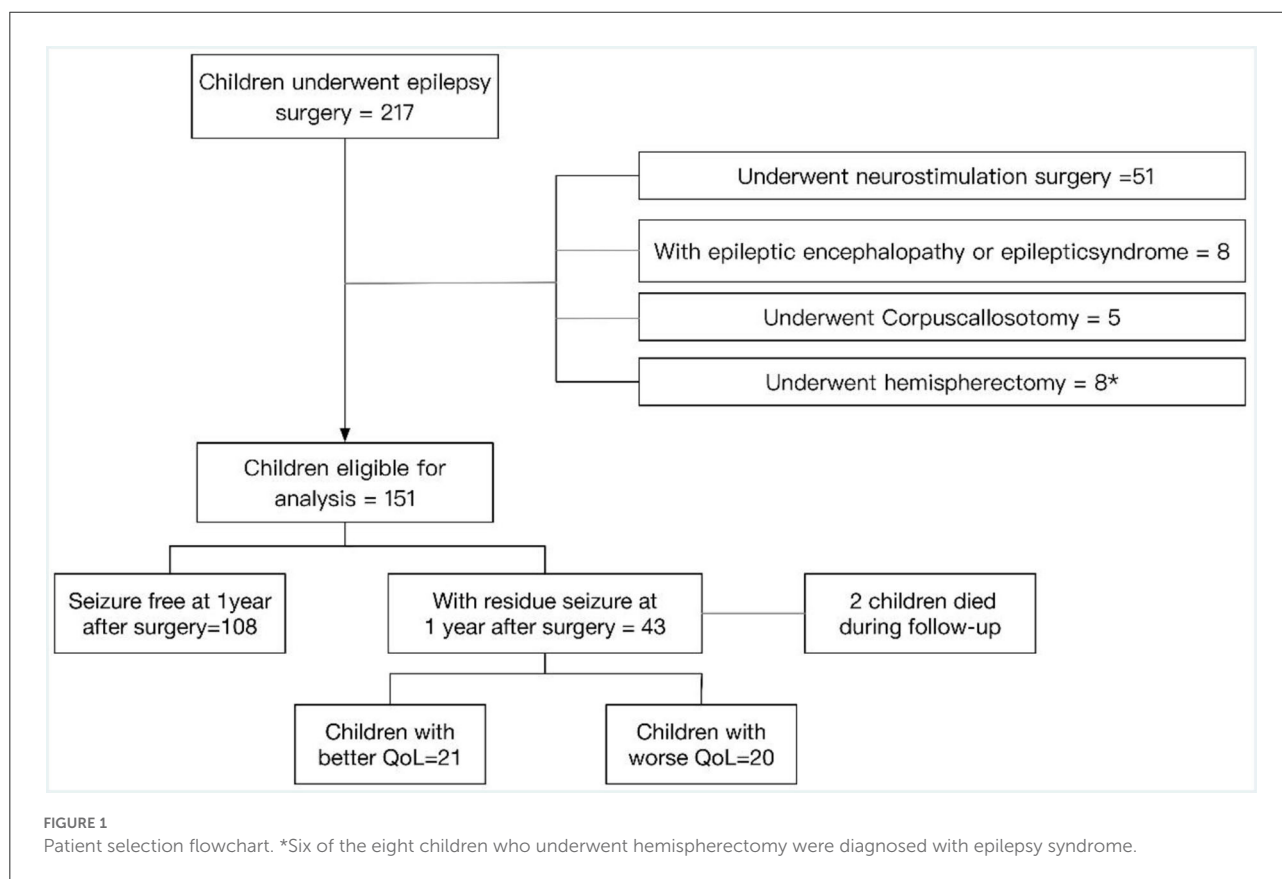 Children underwent epilepsy
surgery = 217
Underwent neurostimulation surgery =51
With epileptic encephalopathy or epilepticsyndrome = 8
Underwent Corpuscallosotomy = 5
Underwent hemispherectomy = 8*
Children eligible for
analysis = 151
Seizure free at 1year
after surgery=108
With residue seizure at
1 year after surgery = 43
2 children died
during follow-up
Children with
better QoL=21
Children with
worse QoL=20
FIGURE 1
Patient selection flowchart. *Six of the eight children who underwent hemispherectomy were diagnosed with epilepsy syndrome.